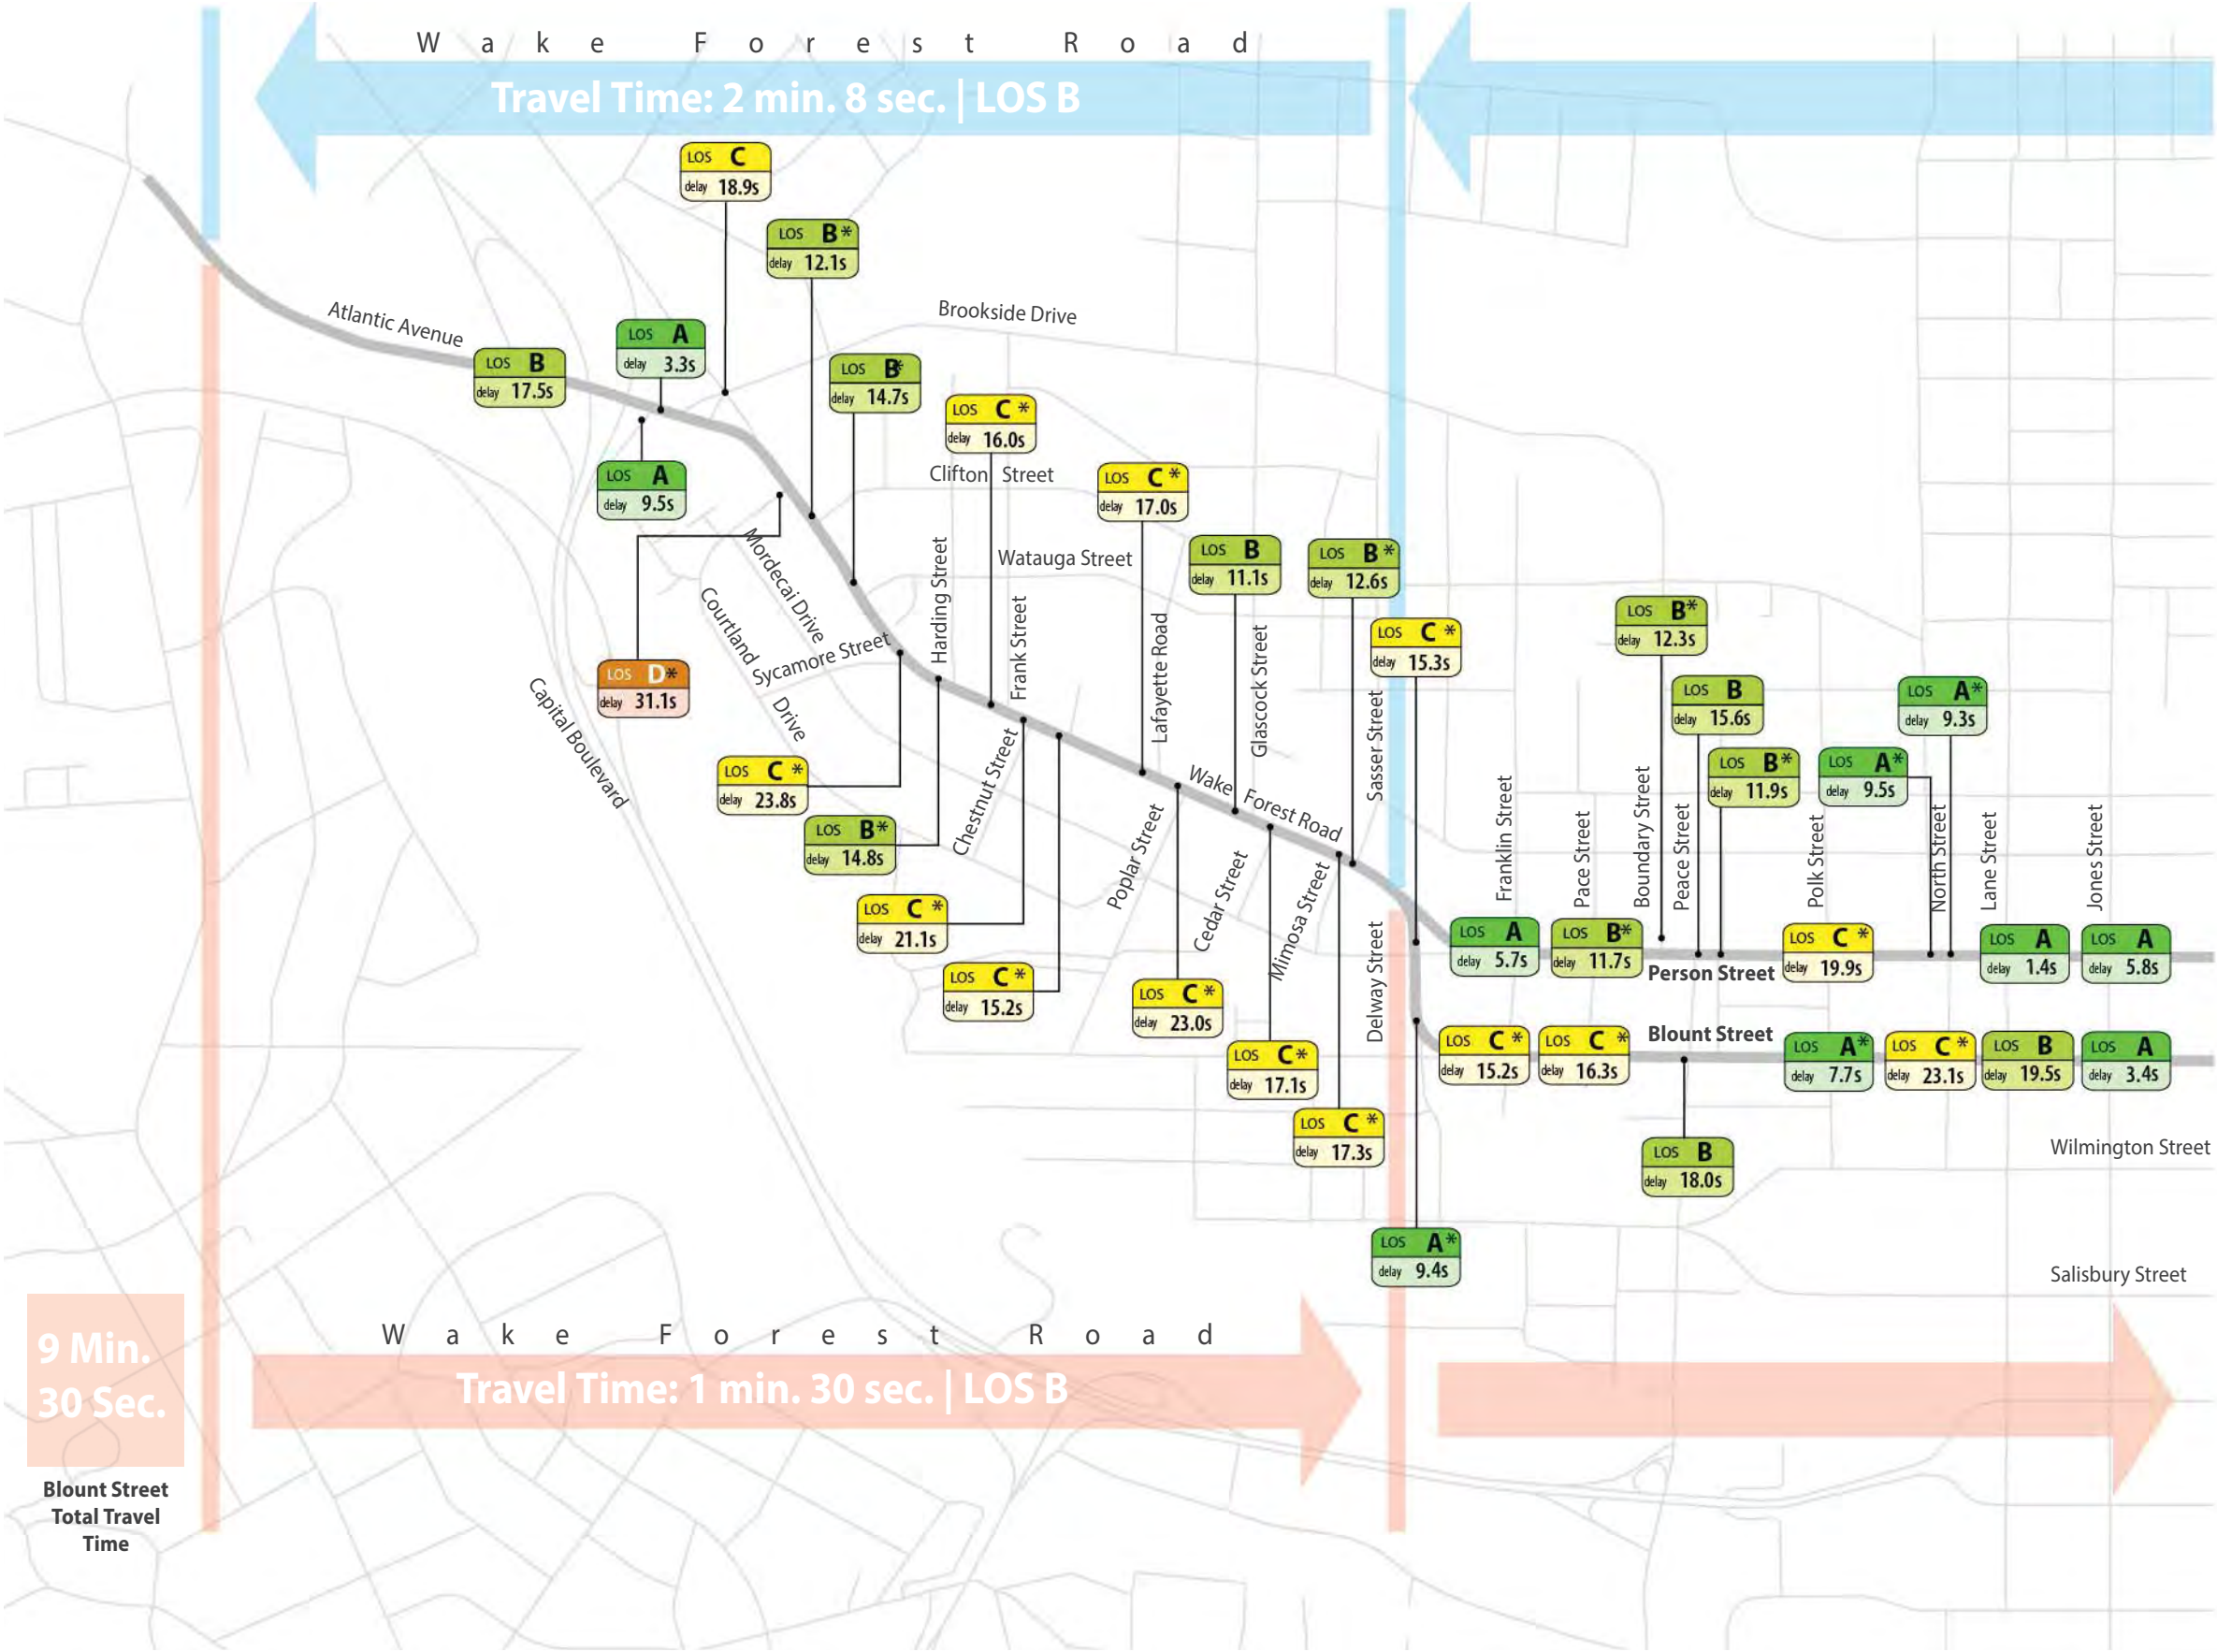 Wake Forest Road
Travel Time: 2 min. 8 sec. | LOS B
LOS C
delay 18.9s
LOS B*
delay 12.1s
Brookside Drive
Atlantic Avenue
LOS A
delay 3.3s
LOS B
delay 17.5s
LOS B*
delay 14.7s
LOS C *
delay 16.0s
LOS A
delay 9.5s
Clifton Street
LOS C *
delay 17.0s
Watauga Street
LOS B
delay 11.1s
LOS B *
delay 12.6s
Mordecai Drive
Courtland Drive
Sycamore Street
Harding Street
Frank Street
Lafayette Road
Glascock Street
Sasser Street
LOS C *
delay 15.3s
LOS B*
delay 12.3s
LOS D*
delay 31.1s
Capital Boulevard
LOS B
delay 15.6s
LOS A*
delay 9.3s
LOS C *
delay 23.8s
Chestnut Street
Wake Forest Road
LOS B*
delay 11.9s
LOS A*
delay 9.5s
LOS B*
delay 14.8s
Poplar Street
Cedar Street
Mimosa Street
Delway Street
Franklin Street
Pace Street
Boundary Street
Peace Street
Polk Street
North Street
Lane Street
Jones Street
LOS C *
delay 21.1s
LOS A
delay 5.7s
LOS B*
delay 11.7s
Person Street
LOS C *
delay 19.9s
LOS A
delay 1.4s
LOS A
delay 5.8s
LOS C *
delay 15.2s
LOS C *
delay 23.0s
LOS C *
delay 15.2s
LOS C *
delay 16.3s
Blount Street
LOS A*
delay 7.7s
LOS C *
delay 23.1s
LOS B
delay 19.5s
LOS A
delay 3.4s
LOS C*
delay 17.1s
LOS C *
delay 17.3s
LOS B
delay 18.0s
Wilmington Street
LOS A*
delay 9.4s
Salisbury Street
Wake Forest Road
Travel Time: 1 min. 30 sec. | LOS B
9 Min.
30 Sec.
Blount Street
Total Travel
Time